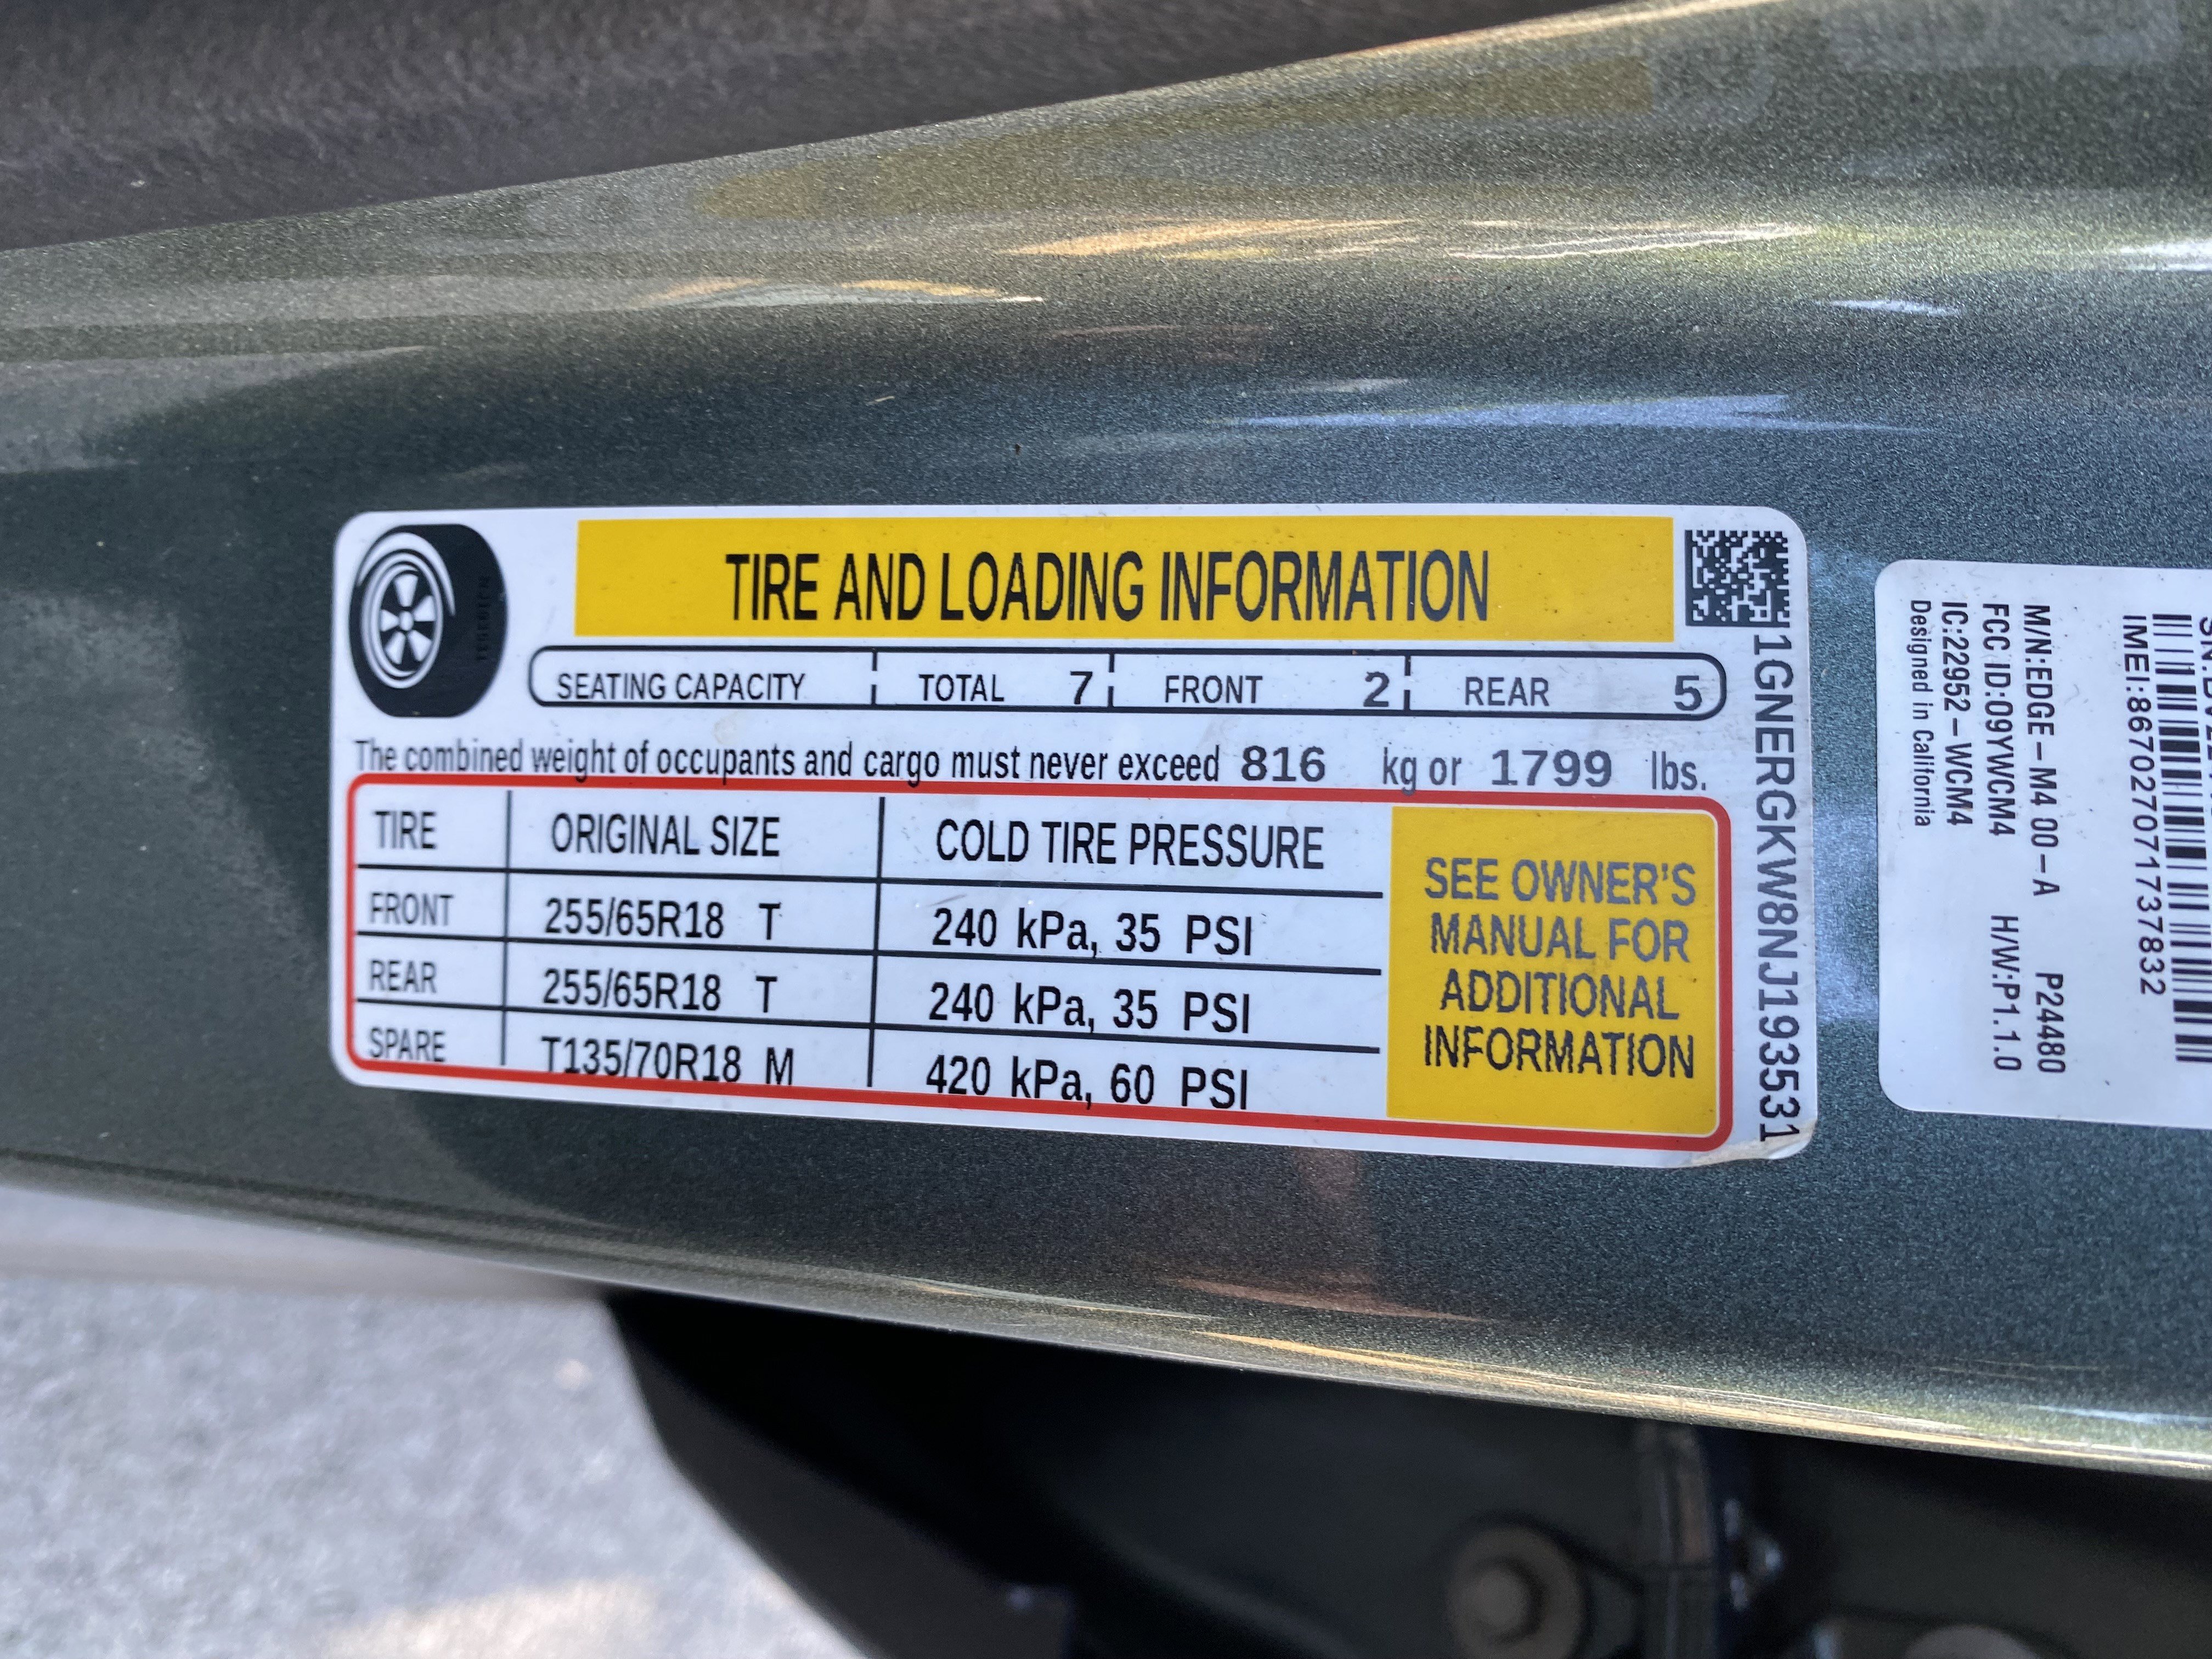 TIRE AND LOADING INFORMATION
SEATING CAPACITY TOTAL 7 FRONT 2 REAR 5
The combined weight of occupants and cargo must never exceed 816 kg or 1799 lbs.
TIRE ORIGINAL SIZE COLD TIRE PRESSURE
FRONT 255/65R18 T 240 kPa, 35 PSI
REAR 255/65R18 T 240 kPa, 35 PSI
SPARE T135/70R18 M 420 kPa, 60 PSI
SEE OWNER'S
MANUAL FOR
ADDITIONAL
INFORMATION
1GNERGKW8NJ193531
IMEI:867027071737832
M/N:EDGE-M4 00-A P24480
FCC ID:09YWCM4 H/W:P1.1.0
IC:22952-WCM4
Designed in California